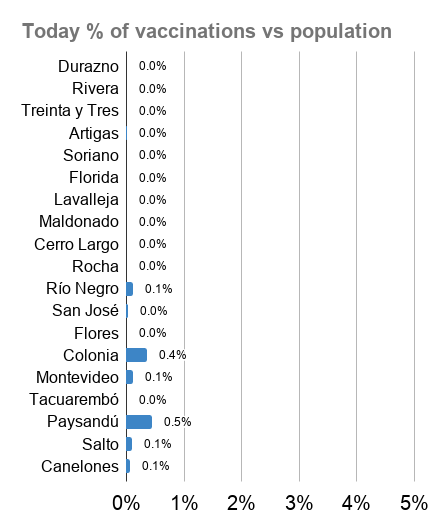 Today % of vaccinations vs population
Durazno 0.0%
Rivera 0.0%
Treinta y Tres 0.0%
Artigas 0.0%
Soriano 0.0%
Florida 0.0%
Lavalleja 0.0%
Maldonado 0.0%
Cerro Largo 0.0%
Rocha 0.0%
Río Negro 0.1%
San José 0.0%
Flores 0.0%
Colonia 0.4%
Montevideo 0.1%
Tacuarembó 0.0%
Paysandú 0.5%
Salto 0.1%
Canelones 0.1%
0% 1% 2% 3% 4% 5%